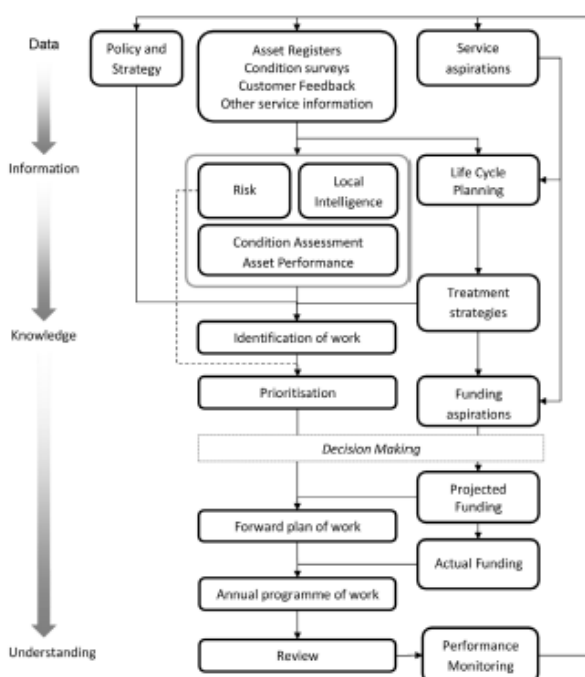 Data
Policy and
Strategy
Asset Registers
Condition surveys
Customer Feedback
Other service information
Service
aspirations
Information
Risk
Local
Intelligence
Life Cycle
Planning
Condition Assessment
Asset Performance
Treatment
strategies
Knowledge
Identification of work
Prioritisation
Funding
aspirations
Decision Making
Projected
Funding
Forward plan of work
Actual Funding
Annual programme of work
Understanding
Review
Performance
Monitoring